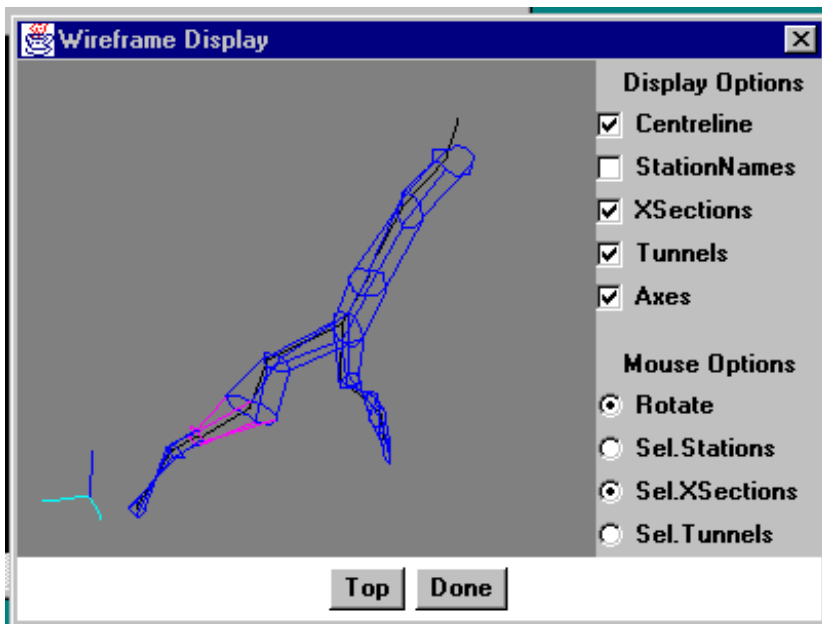 Wireframe Display
Display Options
Centreline
StationNames
XSections
Tunnels
Axes
Mouse Options
Rotate
Sel.Stations
Sel.XSections
Sel.Tunnels
Top Done